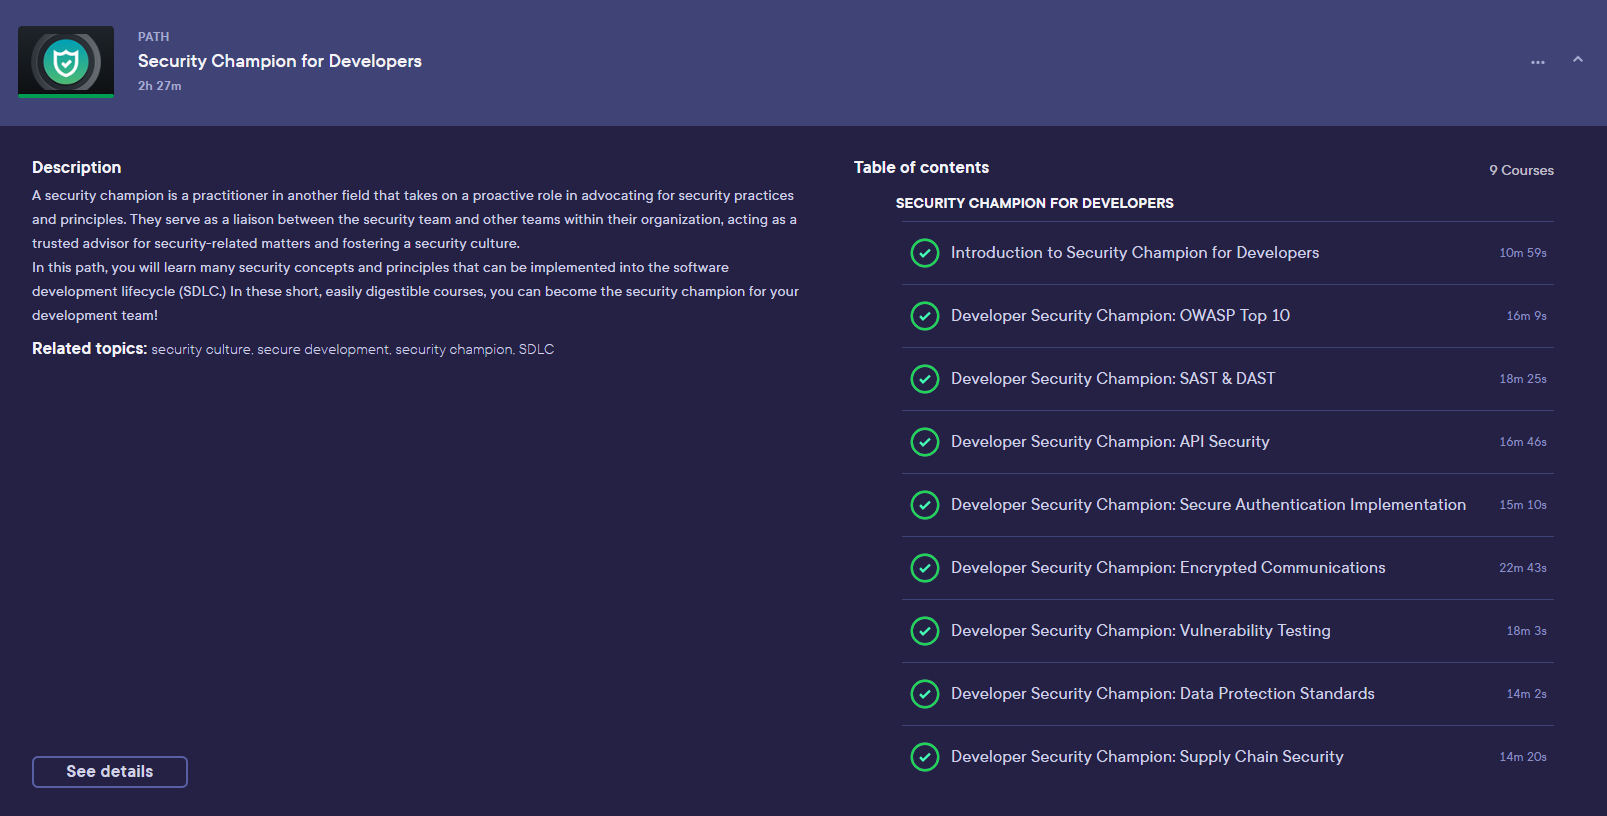 PATH
Security Champion for Developers
2h 27m
Description
A security champion is a practitioner in another field that takes on a proactive role in advocating for security practices
and principles. They serve as a liaison between the security team and other teams within their organization, acting as a
trusted advisor for security-related matters and fostering a security culture.
In this path, you will learn many security concepts and principles that can be implemented into the software
development lifecycle (SDLC.) In these short, easily digestible courses, you can become the security champion for your
development team!
Related topics: security culture, secure development, security champion, SDLC
See details
Table of contents
9 Courses
SECURITY CHAMPION FOR DEVELOPERS
Introduction to Security Champion for Developers 10m 59s
Developer Security Champion: OWASP Top 10 16m 9s
Developer Security Champion: SAST & DAST 18m 25s
Developer Security Champion: API Security 16m 46s
Developer Security Champion: Secure Authentication Implementation 15m 10s
Developer Security Champion: Encrypted Communications 22m 43s
Developer Security Champion: Vulnerability Testing 18m 3s
Developer Security Champion: Data Protection Standards 14m 2s
Developer Security Champion: Supply Chain Security 14m 20s